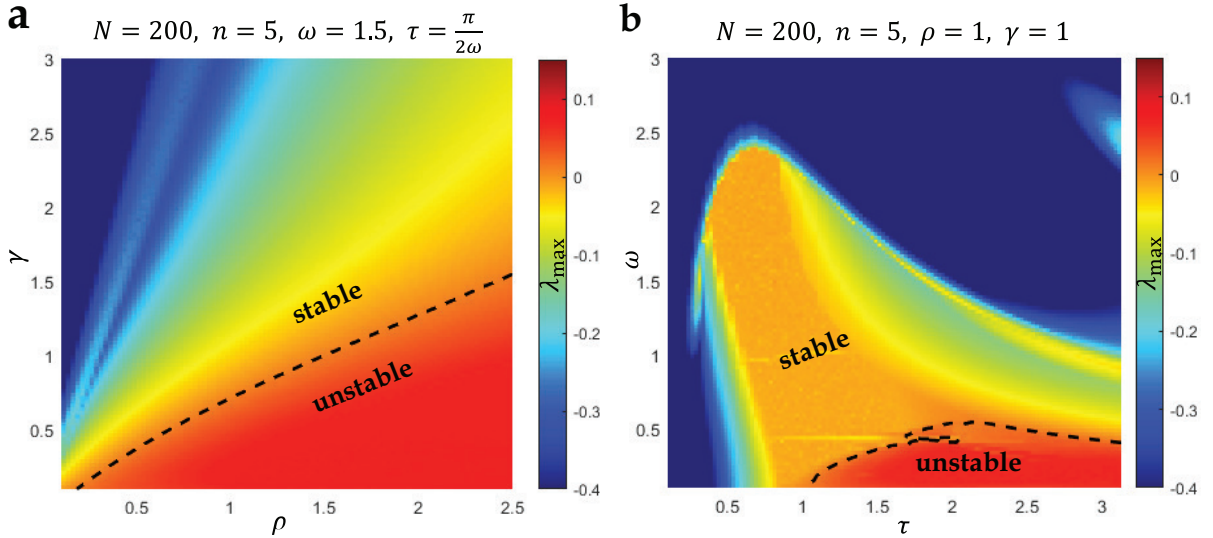 a
N = 200, n = 5, ω = 1.5, τ = π/2ω
3
2.5
2
1.5
1
0.5
γ
0.5
1
1.5
2
2.5
ρ
stable
unstable
0.1
0
-0.1
-0.2
-0.3
-0.4
λmax
b
N = 200, n = 5, ρ = 1, γ = 1
3
2.5
2
1.5
1
0.5
ω
0.5
1
1.5
2
2.5
3
τ
stable
unstable
0.1
0
-0.1
-0.2
-0.3
-0.4
λmax